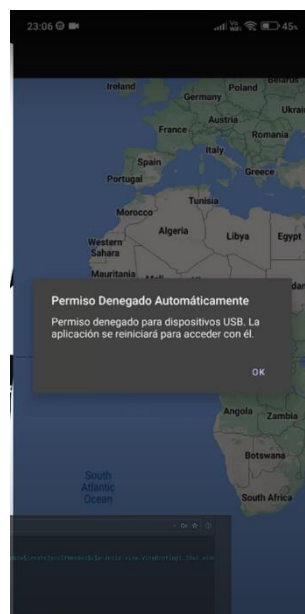 23:06
45%
Ireland
Belarus
Poland
Germany
Ukrai
Austria
France
Romania
Italy
Spain
Greece
Portugal
Tunisia
Morocco
Algeria
Libya
Egypt
Western
Sahara
Mauritania
Permiso Denegado Automáticamente
Permiso denegado para dispositivos USB. La
aplicación se reiniciará para acceder con él.
OK
Angola
Zambia
Botswana
South
Atlantic
Ocean
South Africa